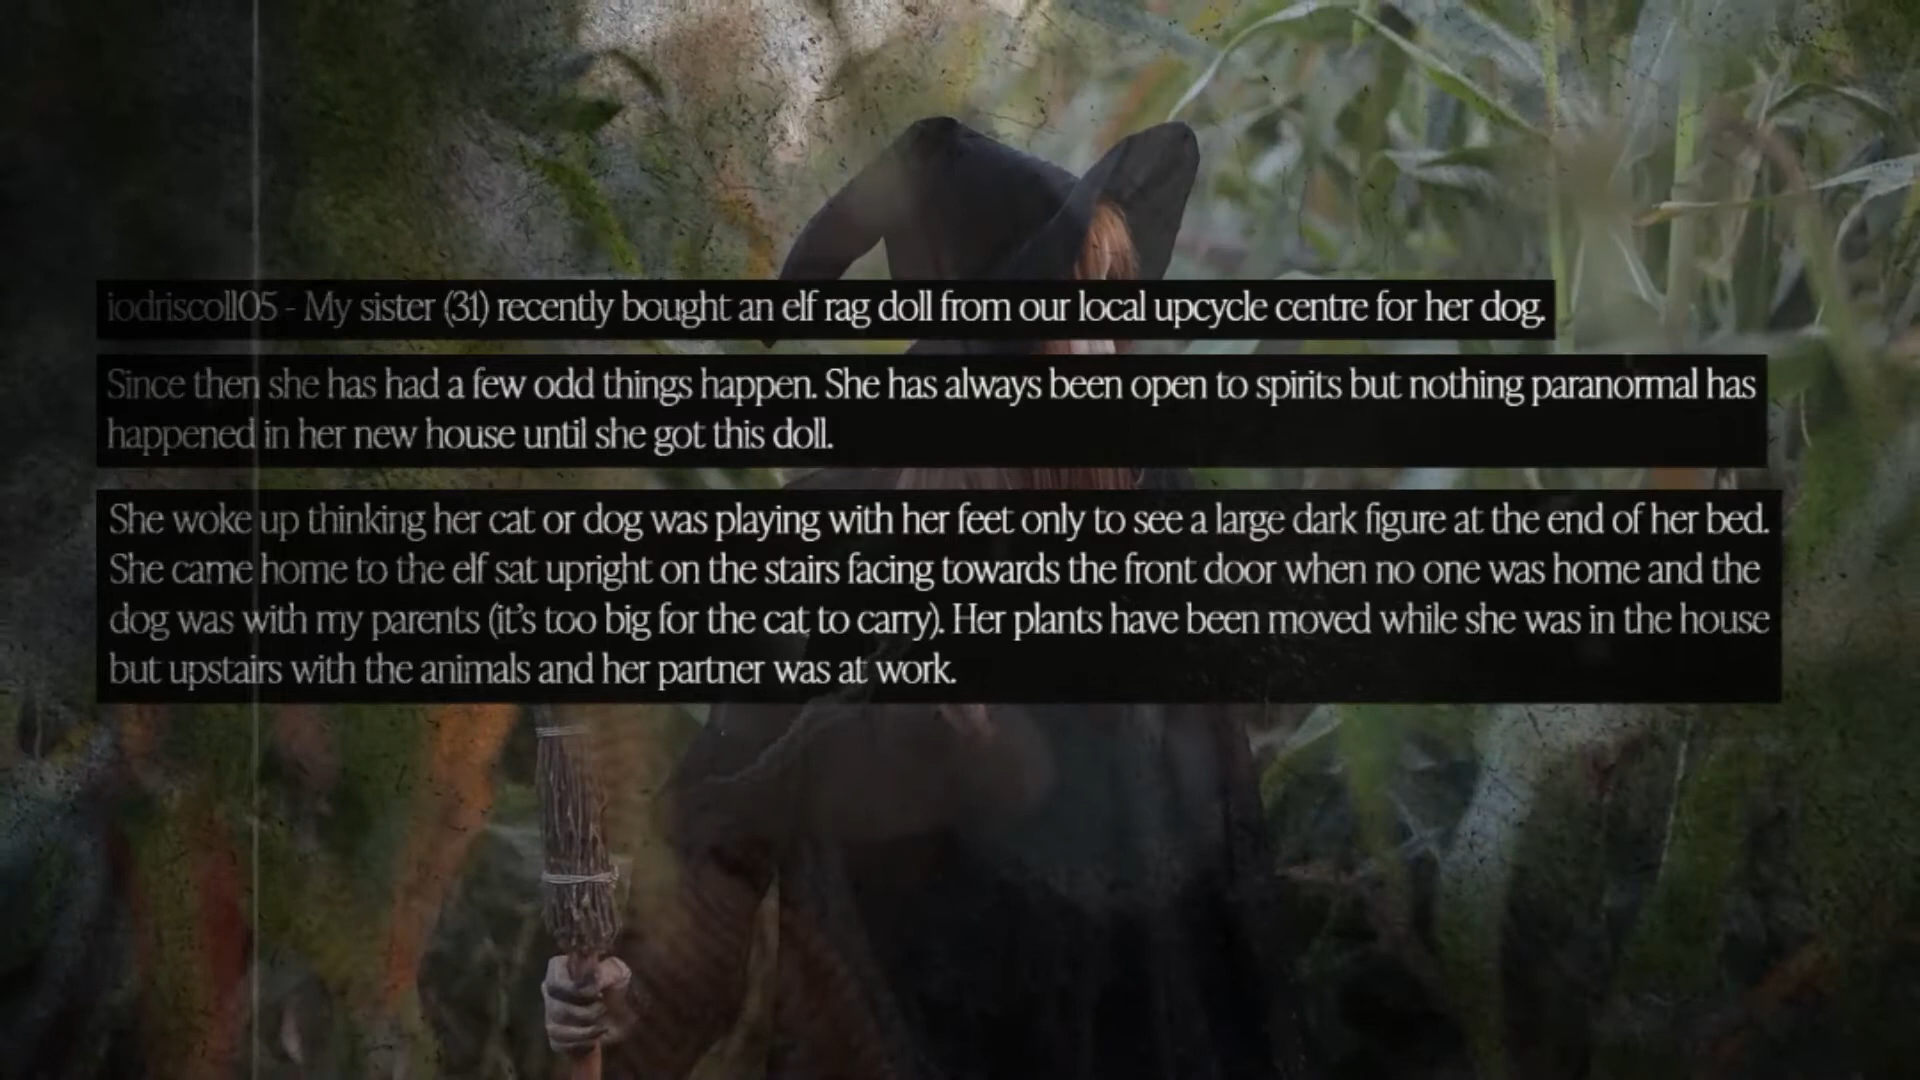 iodriscoll05 - My sister (31) recently bought an elf rag doll from our local upcycle centre for her dog.
Since then she has had a few odd things happen. She has always been open to spirits but nothing paranormal has
happened in her new house until she got this doll.
She woke up thinking her cat or dog was playing with her feet only to see a large dark figure at the end of her bed.
She came home to the elf sat upright on the stairs facing towards the front door when no one was home and the
dog was with my parents (it’s too big for the cat to carry). Her plants have been moved while she was in the house
but upstairs with the animals and her partner was at work.